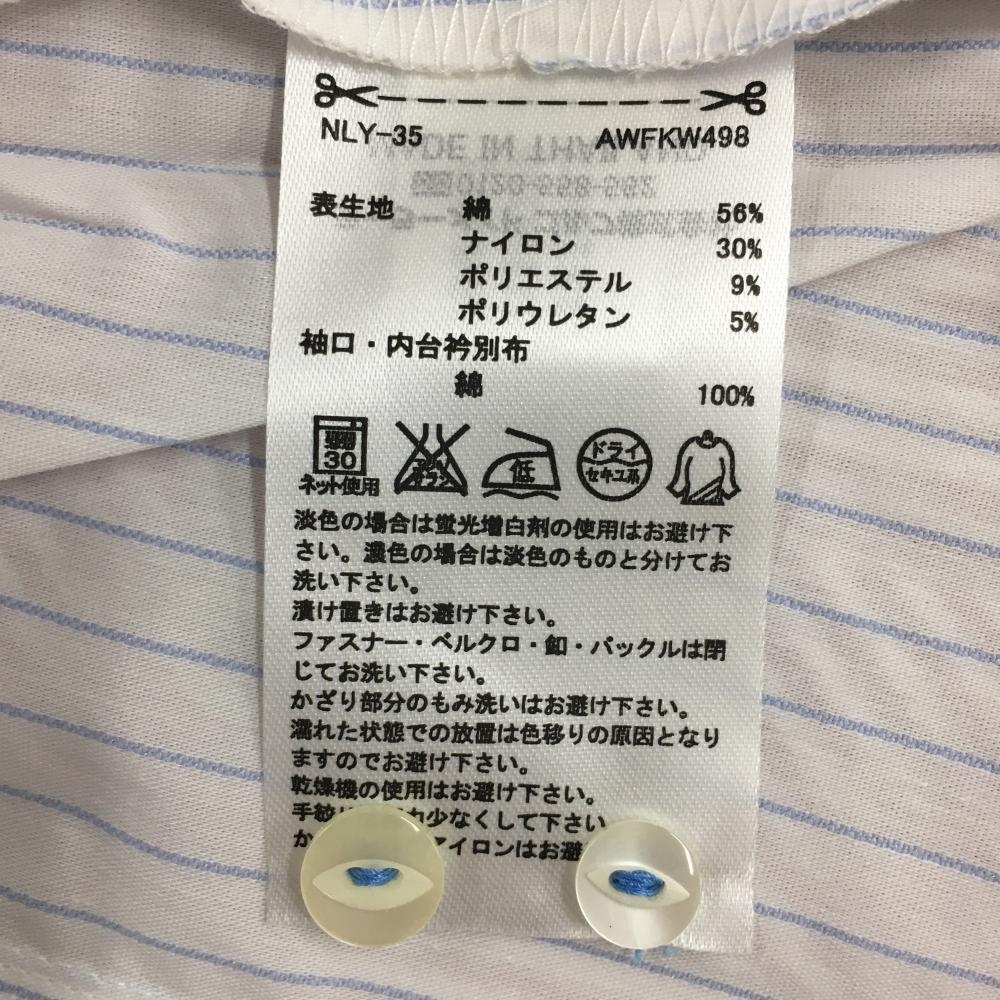 NLY-35 AWFKW498
表生地 綿 56%
ナイロン 30%
ポリエステル 9%
ポリウレタン 5%
袖口・内台衿別布
綿 100%
30 低 ドライ
ネット使用 セキユ系
淡色の場合は蛍光増白剤の使用はお避け下
さい。濃色の場合は淡色のものと分けてお
洗い下さい。
漬け置きはお避け下さい。
ファスナー・ベルクロ・釦・バックルは閉
じてお洗い下さい。
かざり部分のもみ洗いはお避け下さい。
濡れた状態での放置は色移りの原因となり
ますのでお避け下さい。
乾燥機の使用はお避け下さい。
手絞り 少なくして下さい
か アイロンはお避